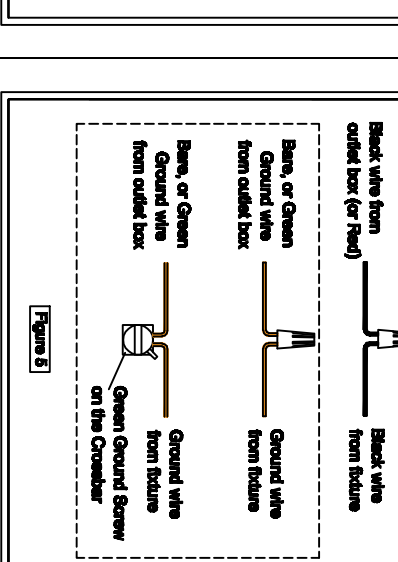 Black wire from
outlet box (or Red)
Black wire
from fixture
Bare, or Green
Ground wire
from outlet box
Ground wire
from fixture
Bare, or Green
Ground wire
from outlet box
Ground wire
from fixture
Green Ground Screw
on the Crossbar
Figure 5